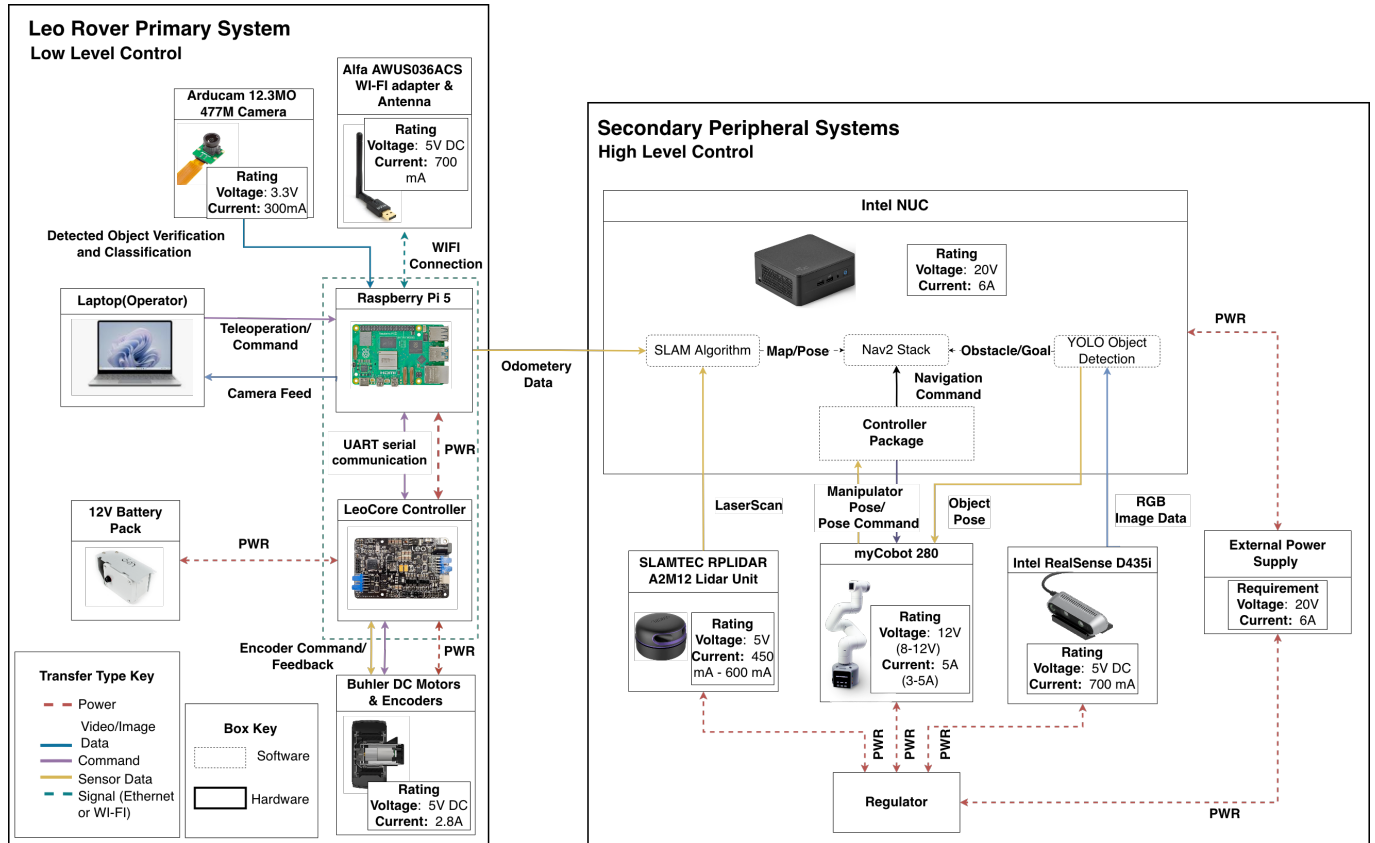 Leo Rover Primary System
Low Level Control
Arducam 12.3MO
477M Camera
Rating
Voltage: 3.3V
Current: 300mA
Alfa AWUS036ACS
WI-FI adapter &
Antenna
Rating
Voltage: 5V DC
Current: 700
mA
Detected Object Verification
and Classification
WIFI
Connection
Laptop(Operator)
Teleoperation/
Command
Camera Feed
Raspberry Pi 5
Odometery
Data
UART serial
communication
PWR
12V Battery
Pack
PWR
LeoCore Controller
Encoder Command/
Feedback
PWR
Buhler DC Motors
& Encoders
Rating
Voltage: 5V DC
Current: 2.8A
Transfer Type Key
Power
Video/Image
Data
Command
Sensor Data
Signal (Ethernet
or WI-FI)
Box Key
Software
Hardware
Secondary Peripheral Systems
High Level Control
Intel NUC
Rating
Voltage: 20V
Current: 6A
SLAM Algorithm
Map/Pose
Nav2 Stack
Obstacle/Goal
YOLO Object
Detection
Navigation
Command
Controller
Package
PWR
LaserScan
Manipulator
Pose/
Pose Command
Object
Pose
RGB
Image Data
SLAMTEC RPLIDAR
A2M12 Lidar Unit
Rating
Voltage: 5V
Current: 450
mA - 600 mA
myCobot 280
Rating
Voltage: 12V
(8-12V)
Current: 5A
(3-5A)
Intel RealSense D435i
Rating
Voltage: 5V DC
Current: 700 mA
External Power
Supply
Requirement
Voltage: 20V
Current: 6A
PWR
PWR
PWR
Regulator
PWR